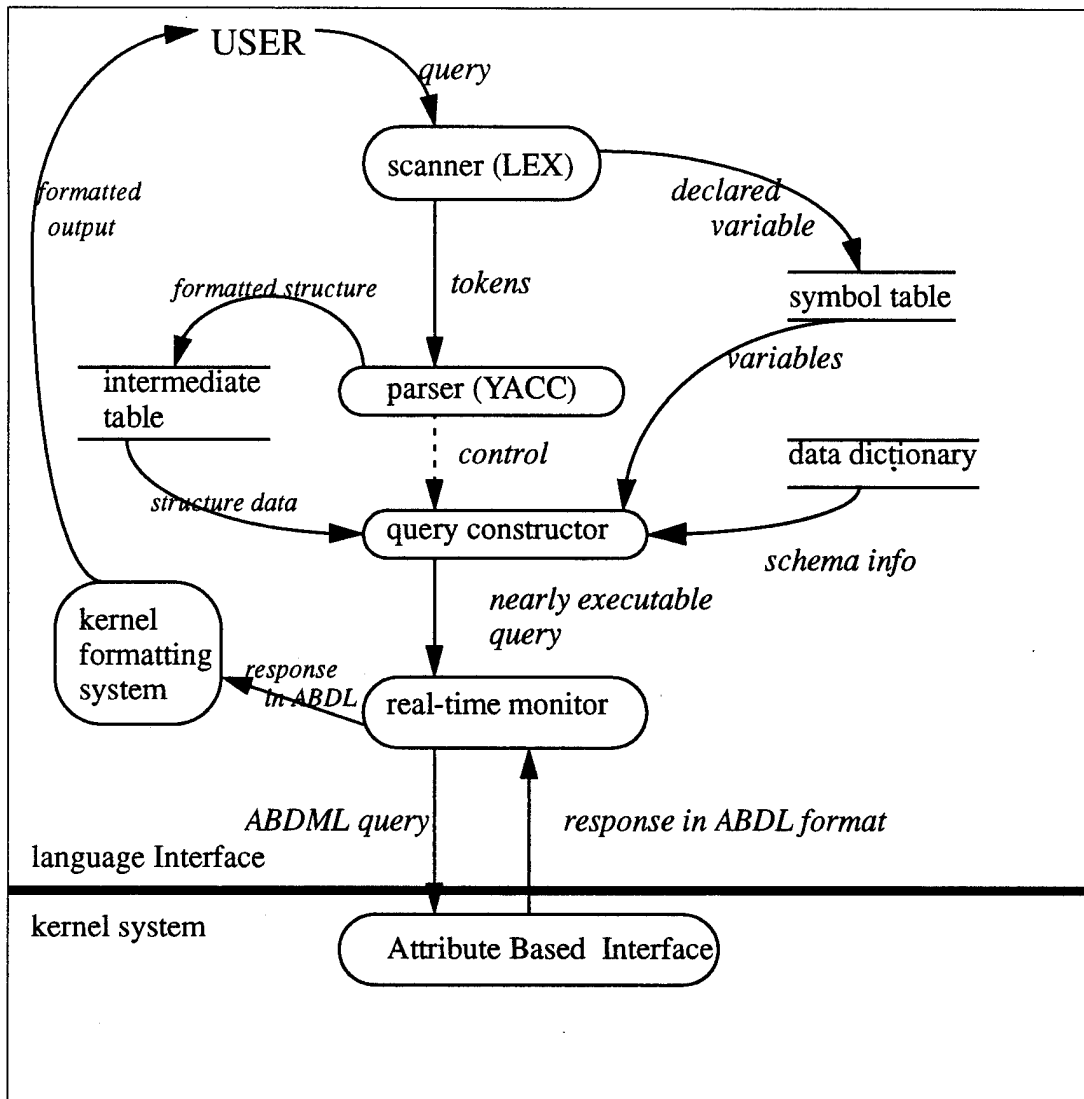 USER
query
scanner (LEX)
formatted
output
declared
variable
tokens
formatted structure
symbol table
variables
intermediate
table
parser (YACC)
control
data dictionary
structure data
query constructor
schema info
nearly executable
query
kernel
formatting
system
response
in ABDL
real-time monitor
ABDML query
response in ABDL format
language Interface
kernel system
Attribute Based Interface